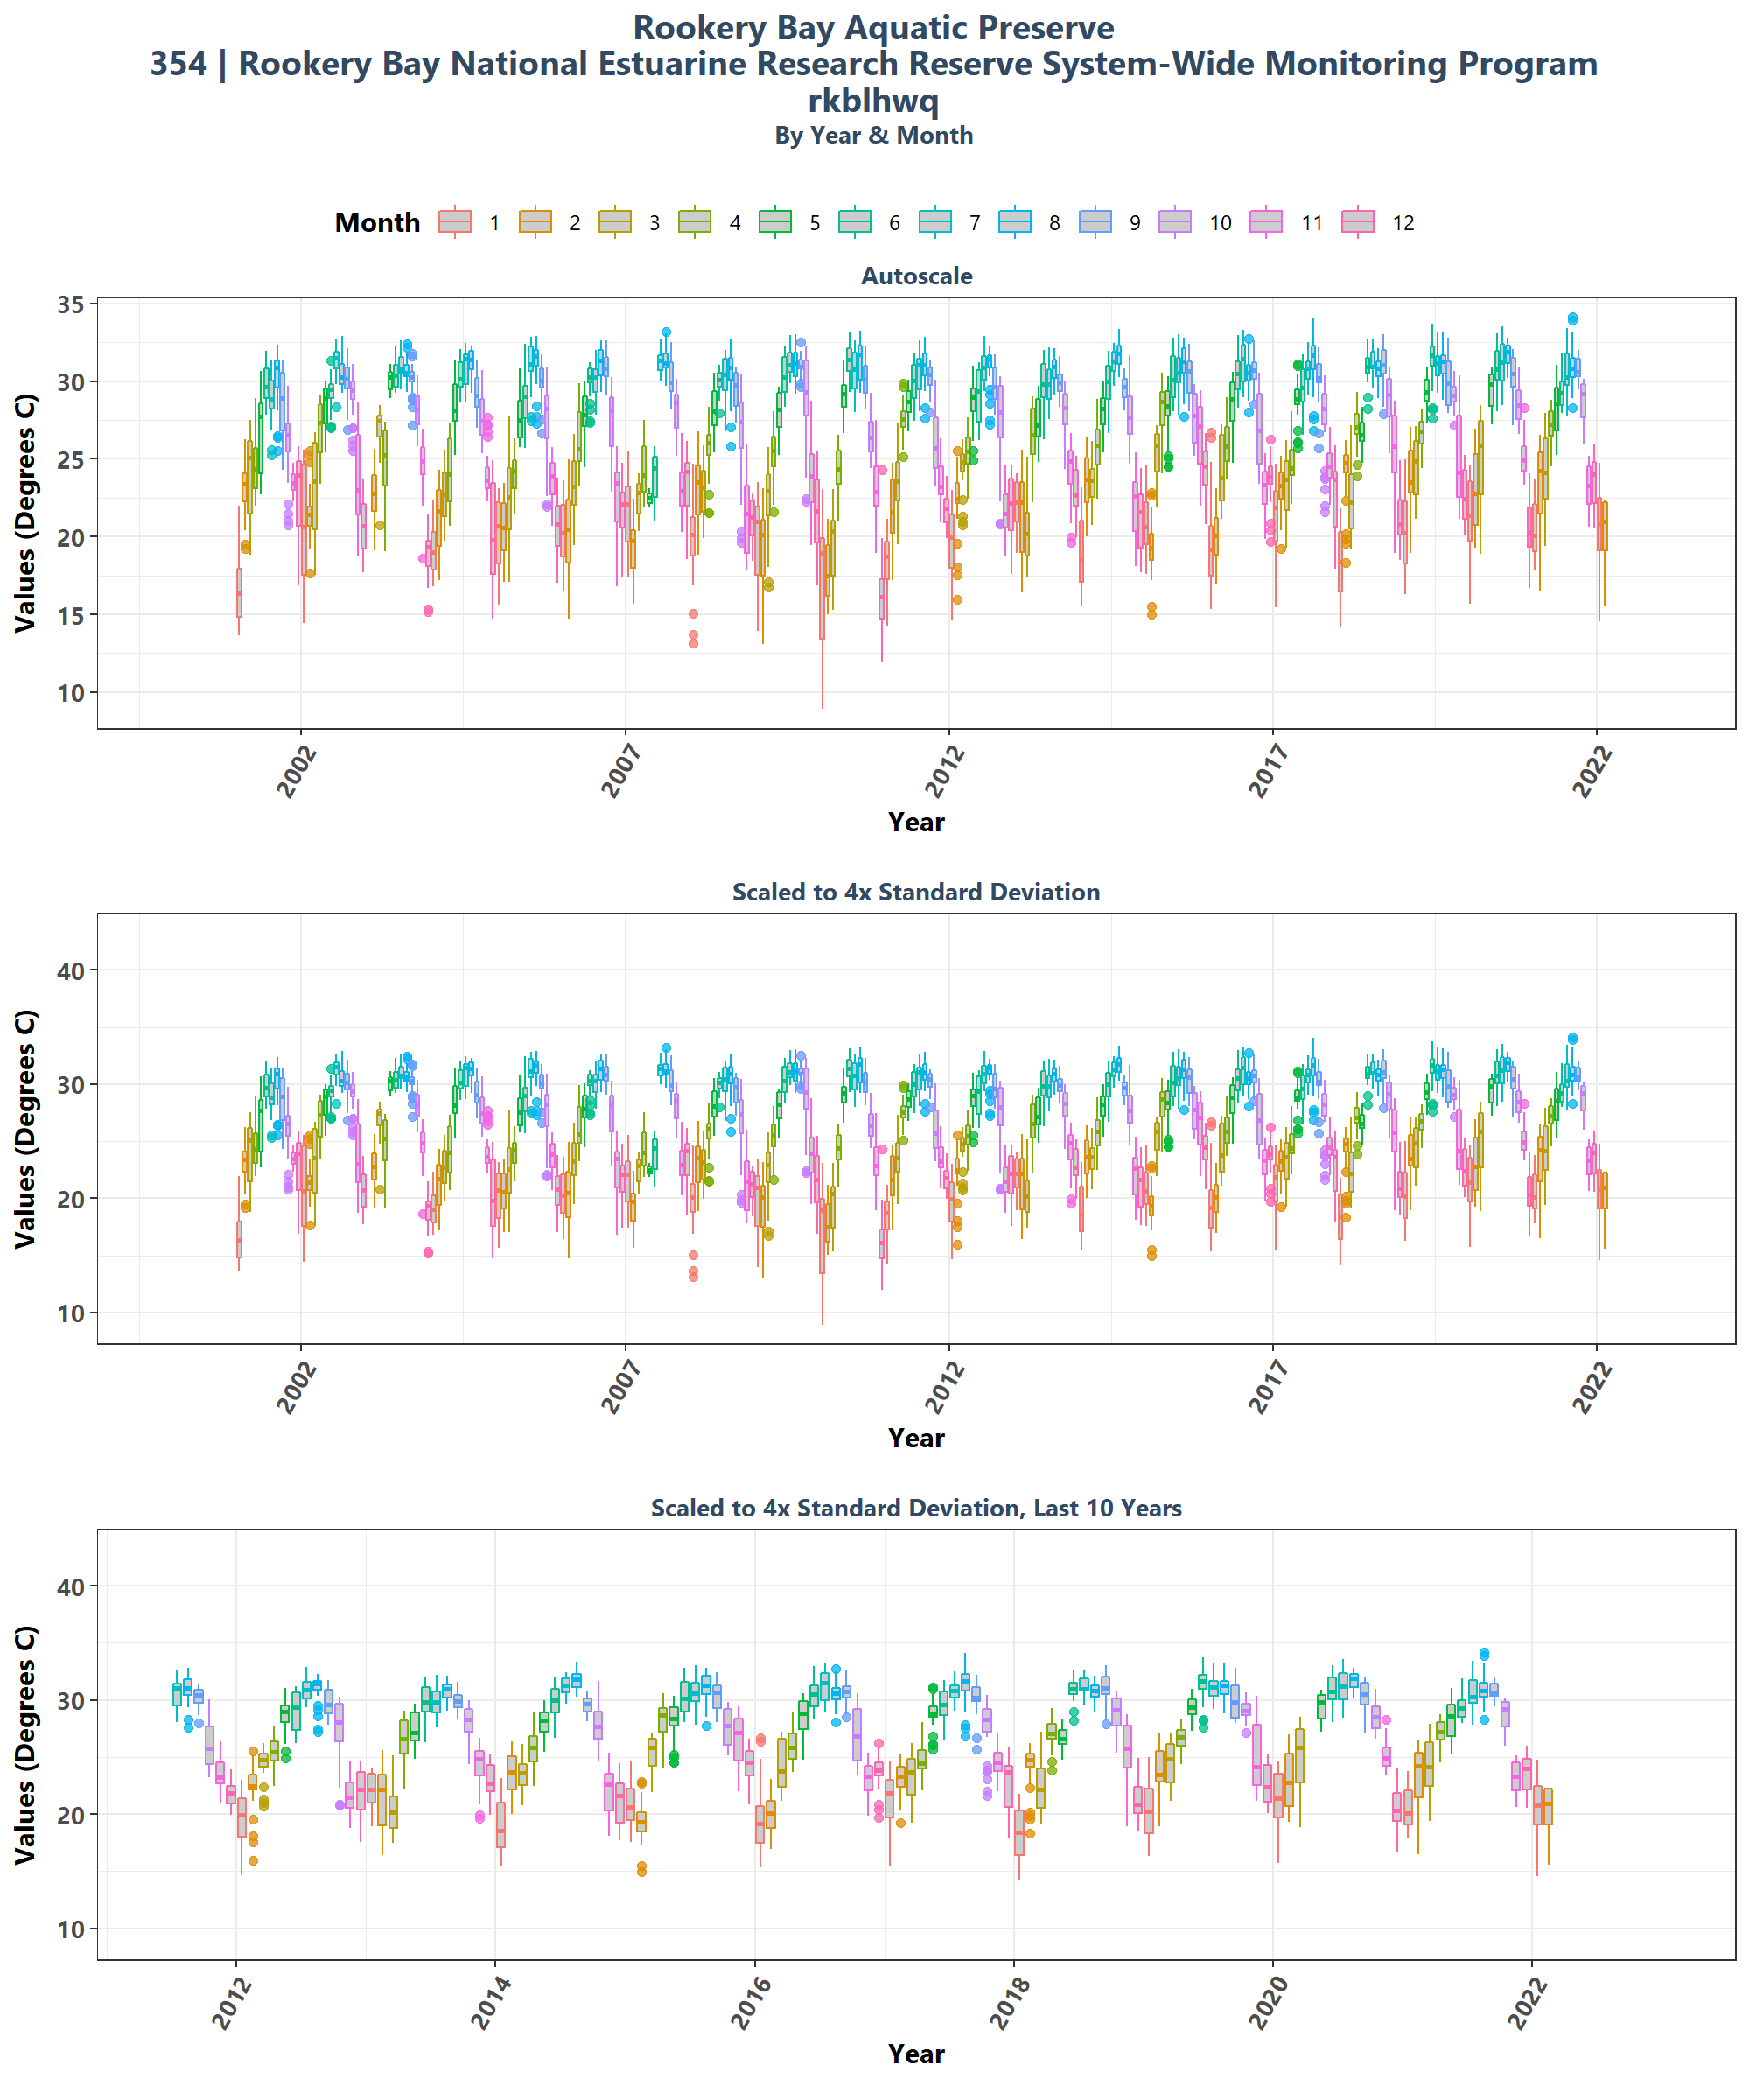 Rookery Bay Aquatic Preserve
354 | Rookery Bay National Estuarine Research Reserve System-Wide Monitoring Program
rkblhwq
By Year & Month
Month 1 2 3 4 5 6 7 8 9 10 11 12
Autoscale
Values (Degrees C)
35
30
25
20
15
10
2002 2007 2012 2017 2022
Year
Scaled to 4x Standard Deviation
Values (Degrees C)
40
30
20
10
2002 2007 2012 2017 2022
Year
Scaled to 4x Standard Deviation, Last 10 Years
Values (Degrees C)
40
30
20
10
2012 2014 2016 2018 2020 2022
Year